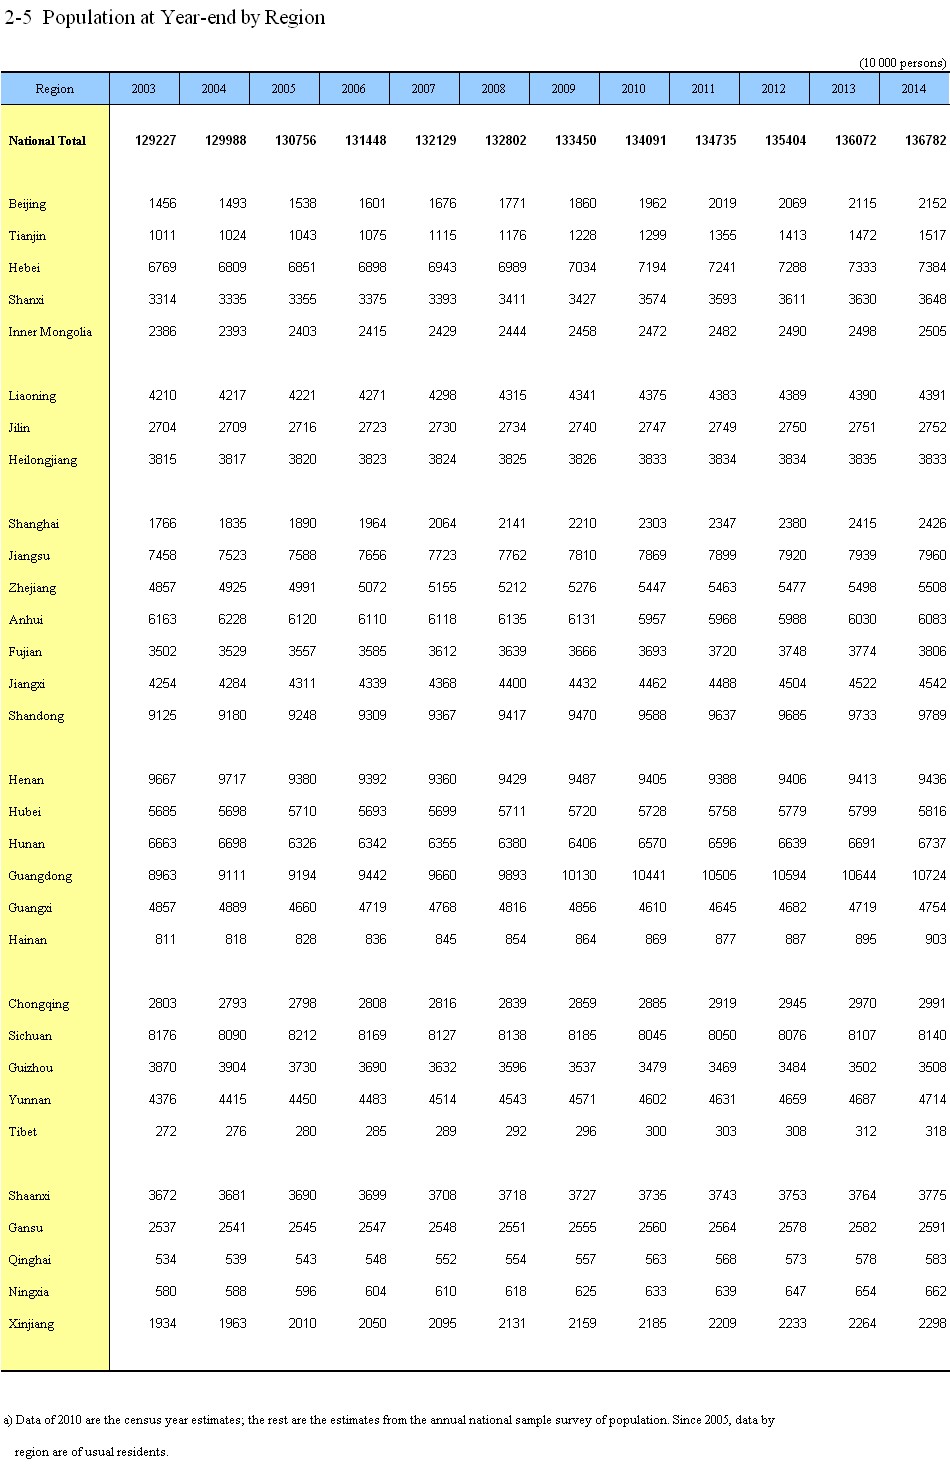 2-5 Population at Year-end by Region
(10 000 persons)
Region 2003 2004 2005 2006 2007 2008 2009 2010 2011 2012 2013 2014
National Total 129227 129988 130756 131448 132129 132802 133450 134091 134735 135404 136072 136782
Beijing 1456 1493 1538 1601 1676 1771 1860 1962 2019 2069 2115 2152
Tianjin 1011 1024 1043 1075 1115 1176 1228 1299 1355 1413 1472 1517
Hebei 6769 6809 6851 6898 6943 6989 7034 7194 7241 7288 7333 7384
Shanxi 3314 3335 3355 3375 3393 3411 3427 3574 3593 3611 3630 3648
Inner Mongolia 2386 2393 2403 2415 2429 2444 2458 2472 2482 2490 2498 2505
Liaoning 4210 4217 4221 4271 4298 4315 4341 4375 4383 4389 4390 4391
Jilin 2704 2709 2716 2723 2730 2734 2740 2747 2749 2750 2751 2752
Heilongjiang 3815 3817 3820 3823 3824 3825 3826 3833 3834 3834 3835 3833
Shanghai 1766 1835 1890 1964 2064 2141 2210 2303 2347 2380 2415 2426
Jiangsu 7458 7523 7588 7656 7723 7762 7810 7869 7899 7920 7939 7960
Zhejiang 4857 4925 4991 5072 5155 5212 5276 5447 5463 5477 5498 5508
Anhui 6163 6228 6120 6110 6118 6135 6131 5957 5968 5988 6030 6083
Fujian 3502 3529 3557 3585 3612 3639 3666 3693 3720 3748 3774 3806
Jiangxi 4254 4284 4311 4339 4368 4400 4432 4462 4488 4504 4522 4542
Shandong 9125 9180 9248 9309 9367 9417 9470 9588 9637 9685 9733 9789
Henan 9667 9717 9380 9392 9360 9429 9487 9405 9388 9406 9413 9436
Hubei 5685 5698 5710 5693 5699 5711 5720 5728 5758 5779 5799 5816
Hunan 6663 6698 6326 6342 6355 6380 6406 6570 6596 6639 6691 6737
Guangdong 8963 9111 9194 9442 9660 9893 10130 10441 10505 10594 10644 10724
Guangxi 4857 4889 4660 4719 4768 4816 4856 4610 4645 4682 4719 4754
Hainan 811 818 828 836 845 854 864 869 877 887 895 903
Chongqing 2803 2793 2798 2808 2816 2839 2859 2885 2919 2945 2970 2991
Sichuan 8176 8090 8212 8169 8127 8138 8185 8045 8050 8076 8107 8140
Guizhou 3870 3904 3730 3690 3632 3596 3537 3479 3469 3484 3502 3508
Yunnan 4376 4415 4450 4483 4514 4543 4571 4602 4631 4659 4687 4714
Tibet 272 276 280 285 289 292 296 300 303 308 312 318
Shaanxi 3672 3681 3690 3699 3708 3718 3727 3735 3743 3753 3764 3775
Gansu 2537 2541 2545 2547 2548 2551 2555 2560 2564 2578 2582 2591
Qinghai 534 539 543 548 552 554 557 563 568 573 578 583
Ningxia 580 588 596 604 610 618 625 633 639 647 654 662
Xinjiang 1934 1963 2010 2050 2095 2131 2159 2185 2209 2233 2264 2298
a) Data of 2010 are the census year estimates; the rest are the estimates from the annual national sample survey of population. Since 2005, data by
region are of usual residents.